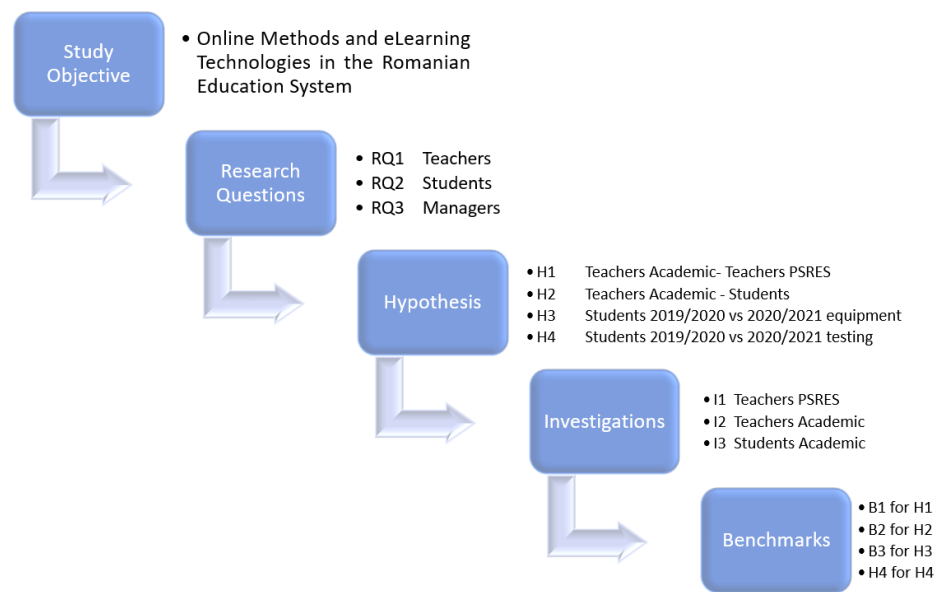 Study
Objective
• Online Methods and eLearning
Technologies in the Romanian
Education System
Research
Questions
• RQ1 Teachers
• RQ2 Students
• RQ3 Managers
Hypothesis
• H1 Teachers Academic- Teachers PSRES
• H2 Teachers Academic - Students
• H3 Students 2019/2020 vs 2020/2021 equipment
• H4 Students 2019/2020 vs 2020/2021 testing
Investigations
• I1 Teachers PSRES
• I2 Teachers Academic
• I3 Students Academic
Benchmarks
• B1 for H1
• B2 for H2
• B3 for H3
• H4 for H4